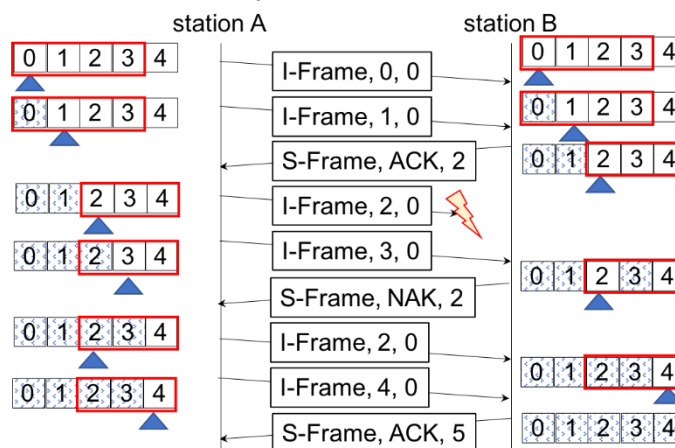 station A station B
0 1 2 3 4 0 1 2 3 4
I-Frame, 0, 0
0 1 2 3 4 0 1 2 3 4
I-Frame, 1, 0
0 1 2 3 4
S-Frame, ACK, 2
0 1 2 3 4
I-Frame, 2, 0
0 1 2 3 4
I-Frame, 3, 0
0 1 2 3 4
S-Frame, NAK, 2
0 1 2 3 4
I-Frame, 2, 0
0 1 2 3 4
0 1 2 3 4
I-Frame, 4, 0
0 1 2 3 4
S-Frame, ACK, 5